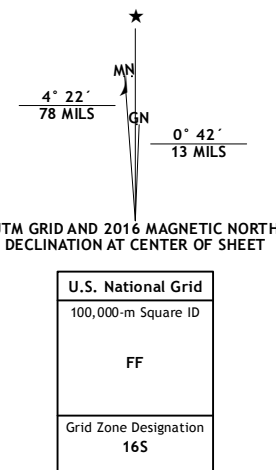 ★
MN
GN
4° 22´
78 MILS
0° 42´
13 MILS
UTM GRID AND 2016 MAGNETIC NORTH
DECLINATION AT CENTER OF SHEET
U.S. National Grid
100,000-m Square ID
FF
Grid Zone Designation
16S